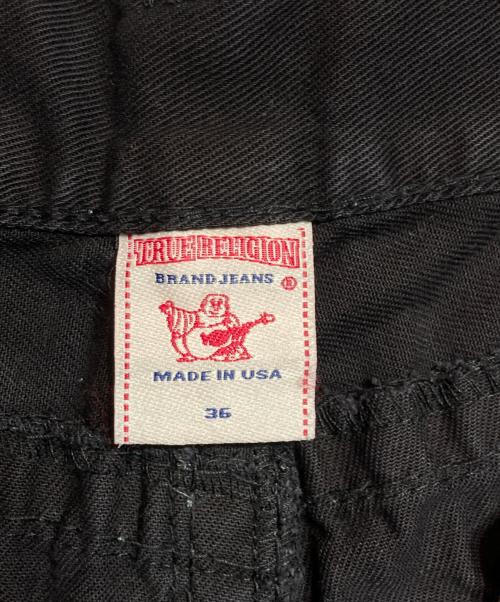 TRUE RELIGION
BRAND JEANS ®
MADE IN USA
36